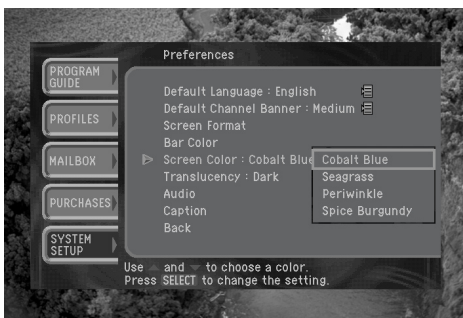 Preferences
PROGRAM
GUIDE
PROFILES
MAILBOX
PURCHASES
SYSTEM
SETUP
Default Language : English
Default Channel Banner : Medium
Screen Format
Bar Color
Screen Color : Cobalt Blue
Translucency : Dark
Audio
Caption
Back
Cobalt Blue
Seagrass
Periwinkle
Spice Burgundy
Use and to choose a color.
Press SELECT to change the setting.